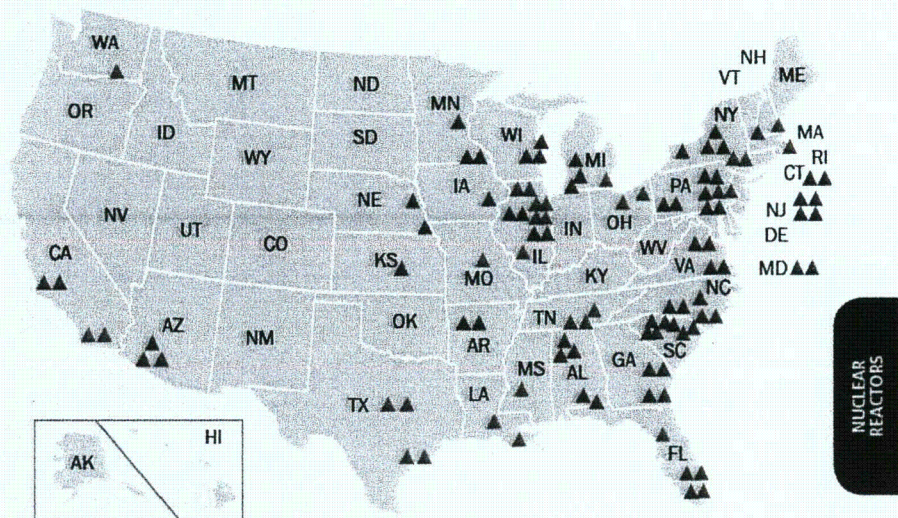 WA
OR
ID
MT
ND
SD
MN
WI
MI
NY
VT
NH
ME
MA
RI
CT
PA
NJ
DE
MD
WY
NE
IA
IL
IN
OH
WV
VA
NV
UT
CO
KS
MO
KY
NC
CA
AZ
NM
OK
AR
TN
SC
GA
AL
MS
LA
TX
FL
AK
HI
NUCLEAR
REACTORS